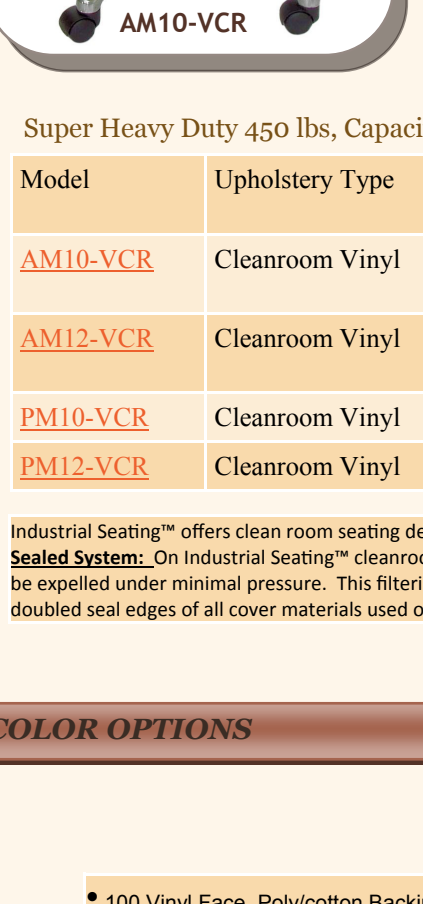 AM10-VCR
Super Heavy Duty 450 lbs, Capaci
Model Upholstery Type
AM10-VCR Cleanroom Vinyl
AM12-VCR Cleanroom Vinyl
PM10-VCR Cleanroom Vinyl
PM12-VCR Cleanroom Vinyl
Industrial Seating™ offers clean room seating de
Sealed System: On Industrial Seating™ cleanroo
be expelled under minimal pressure. This filteri
doubled seal edges of all cover materials used o
COLOR OPTIONS
• 100 Vinyl Face, Poly/cotton Backin